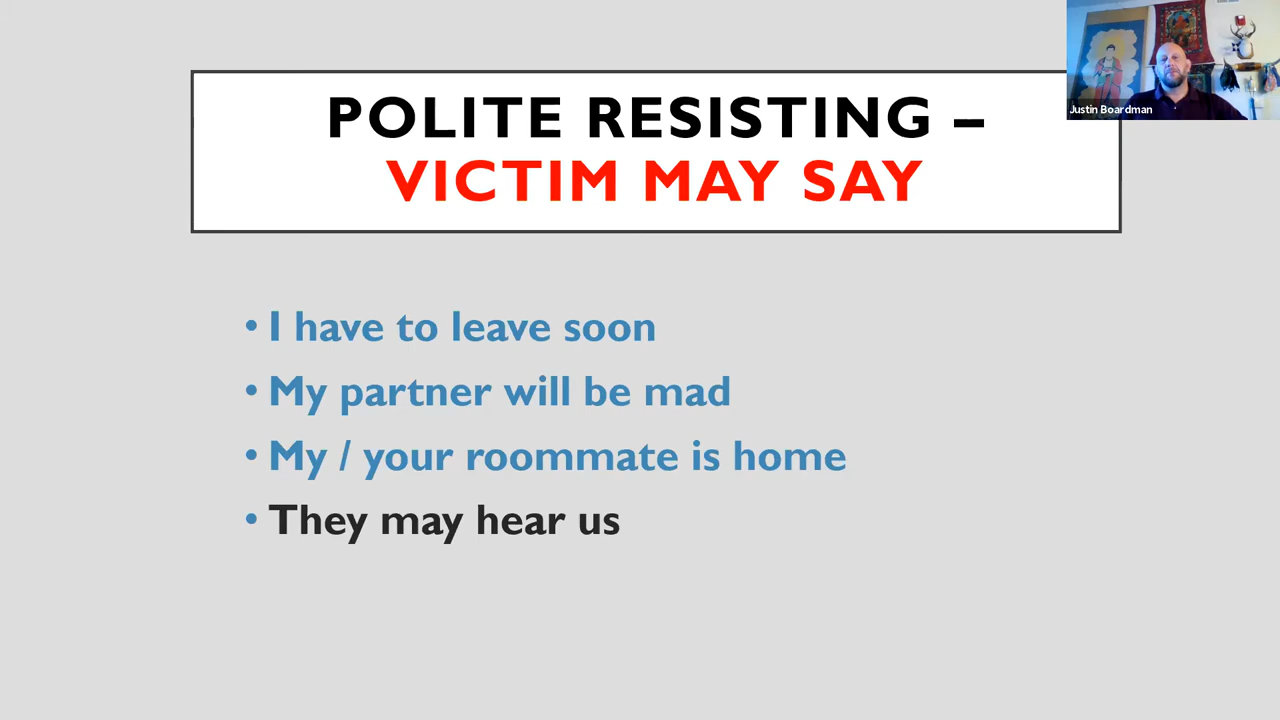 POLITE RESISTING –
VICTIM MAY SAY
• I have to leave soon
• My partner will be mad
• My / your roommate is home
• They may hear us
Justin Boardman